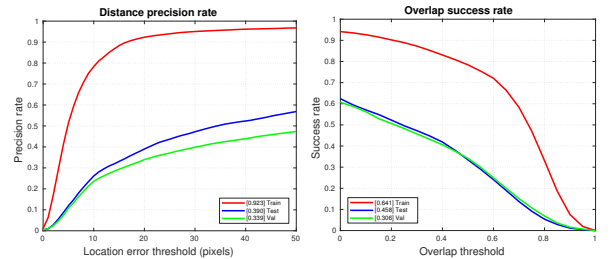 Distance precision rate
1
0.9
0.8
0.7
0.6
0.5
0.4
0.3
0.2
0.1
0
Precision rate
[0.923] Train
[0.390] Test
[0.339] Val
0 10 20 30 40 50
Location error threshold (pixels)
Overlap success rate
1
0.9
0.8
0.7
0.6
0.5
0.4
0.3
0.2
0.1
0
Success rate
[0.641] Train
[0.458] Test
[0.306] Val
0 0.2 0.4 0.6 0.8 1
Overlap threshold